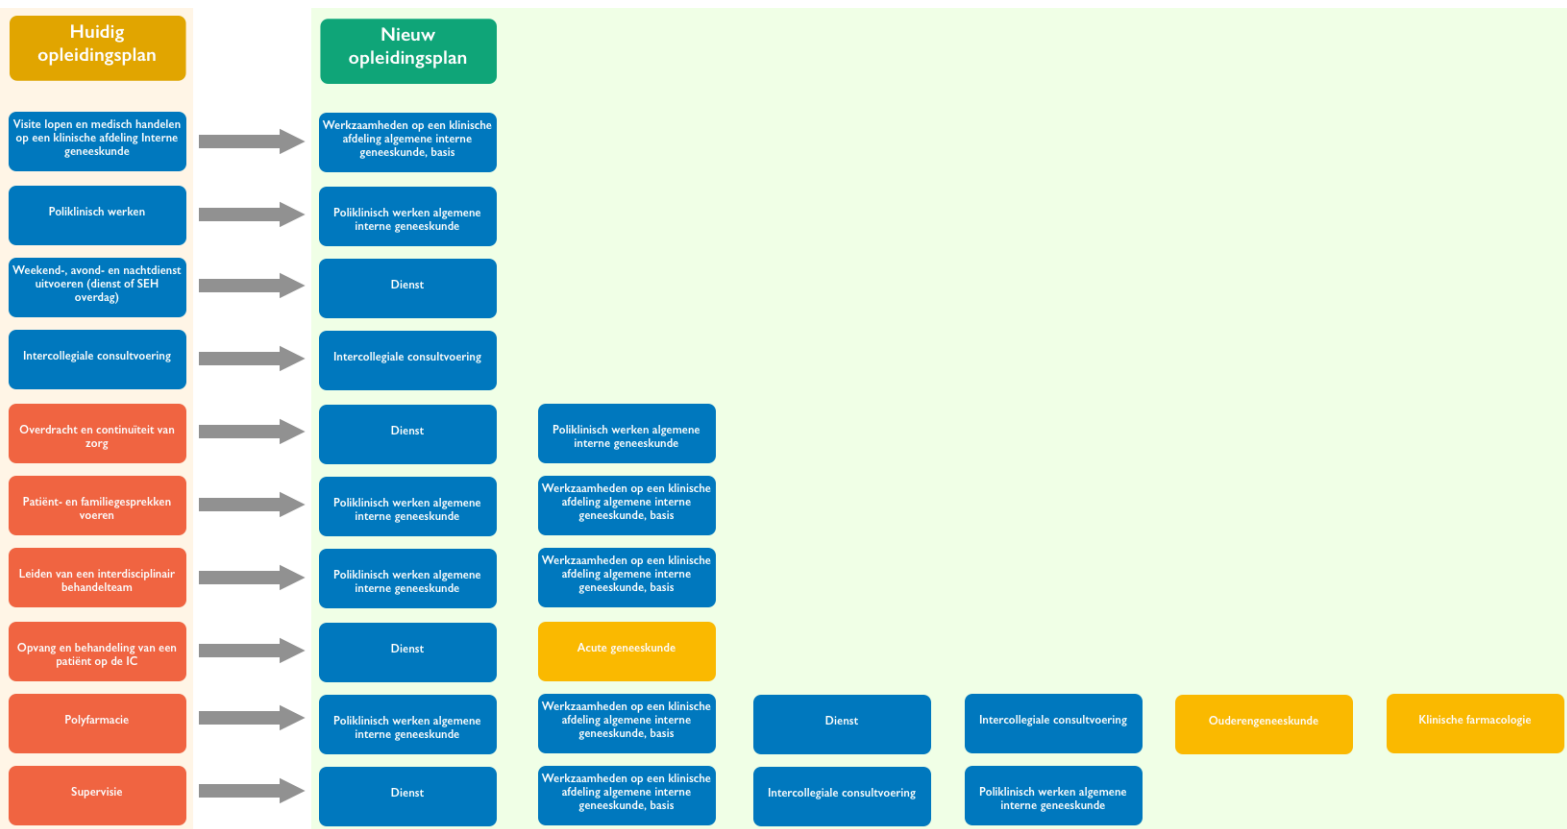 Huidig
opleidingsplan
Nieuw
opleidingsplan
Visite lopen en medisch handelen
op een klinische afdeling Interne
geneeskunde
Werkzaamheden op een klinische
afdeling algemene interne
geneeskunde, basis
Poliklinisch werken
Poliklinisch werken algemene
interne geneeskunde
Weekend-, avond- en nachtdienst
uitvoeren (dienst of SEH
overdag)
Dienst
Intercollegiale consultvoering
Intercollegiale consultvoering
Overdracht en continuïteit van
zorg
Dienst
Poliklinisch werken algemene
interne geneeskunde
Patiënt- en familiegesprekken
voeren
Poliklinisch werken algemene
interne geneeskunde
Werkzaamheden op een klinische
afdeling algemene interne
geneeskunde, basis
Leiden van een interdisciplinair
behandelteam
Poliklinisch werken algemene
interne geneeskunde
Werkzaamheden op een klinische
afdeling algemene interne
geneeskunde, basis
Opvang en behandeling van een
patiënt op de IC
Dienst
Acute geneeskunde
Polyfarmacie
Poliklinisch werken algemene
interne geneeskunde
Werkzaamheden op een klinische
afdeling algemene interne
geneeskunde, basis
Dienst
Intercollegiale consultvoering
Ouderengeneeskunde
Klinische farmacologie
Supervisie
Dienst
Werkzaamheden op een klinische
afdeling algemene interne
geneeskunde, basis
Intercollegiale consultvoering
Poliklinisch werken algemene
interne geneeskunde